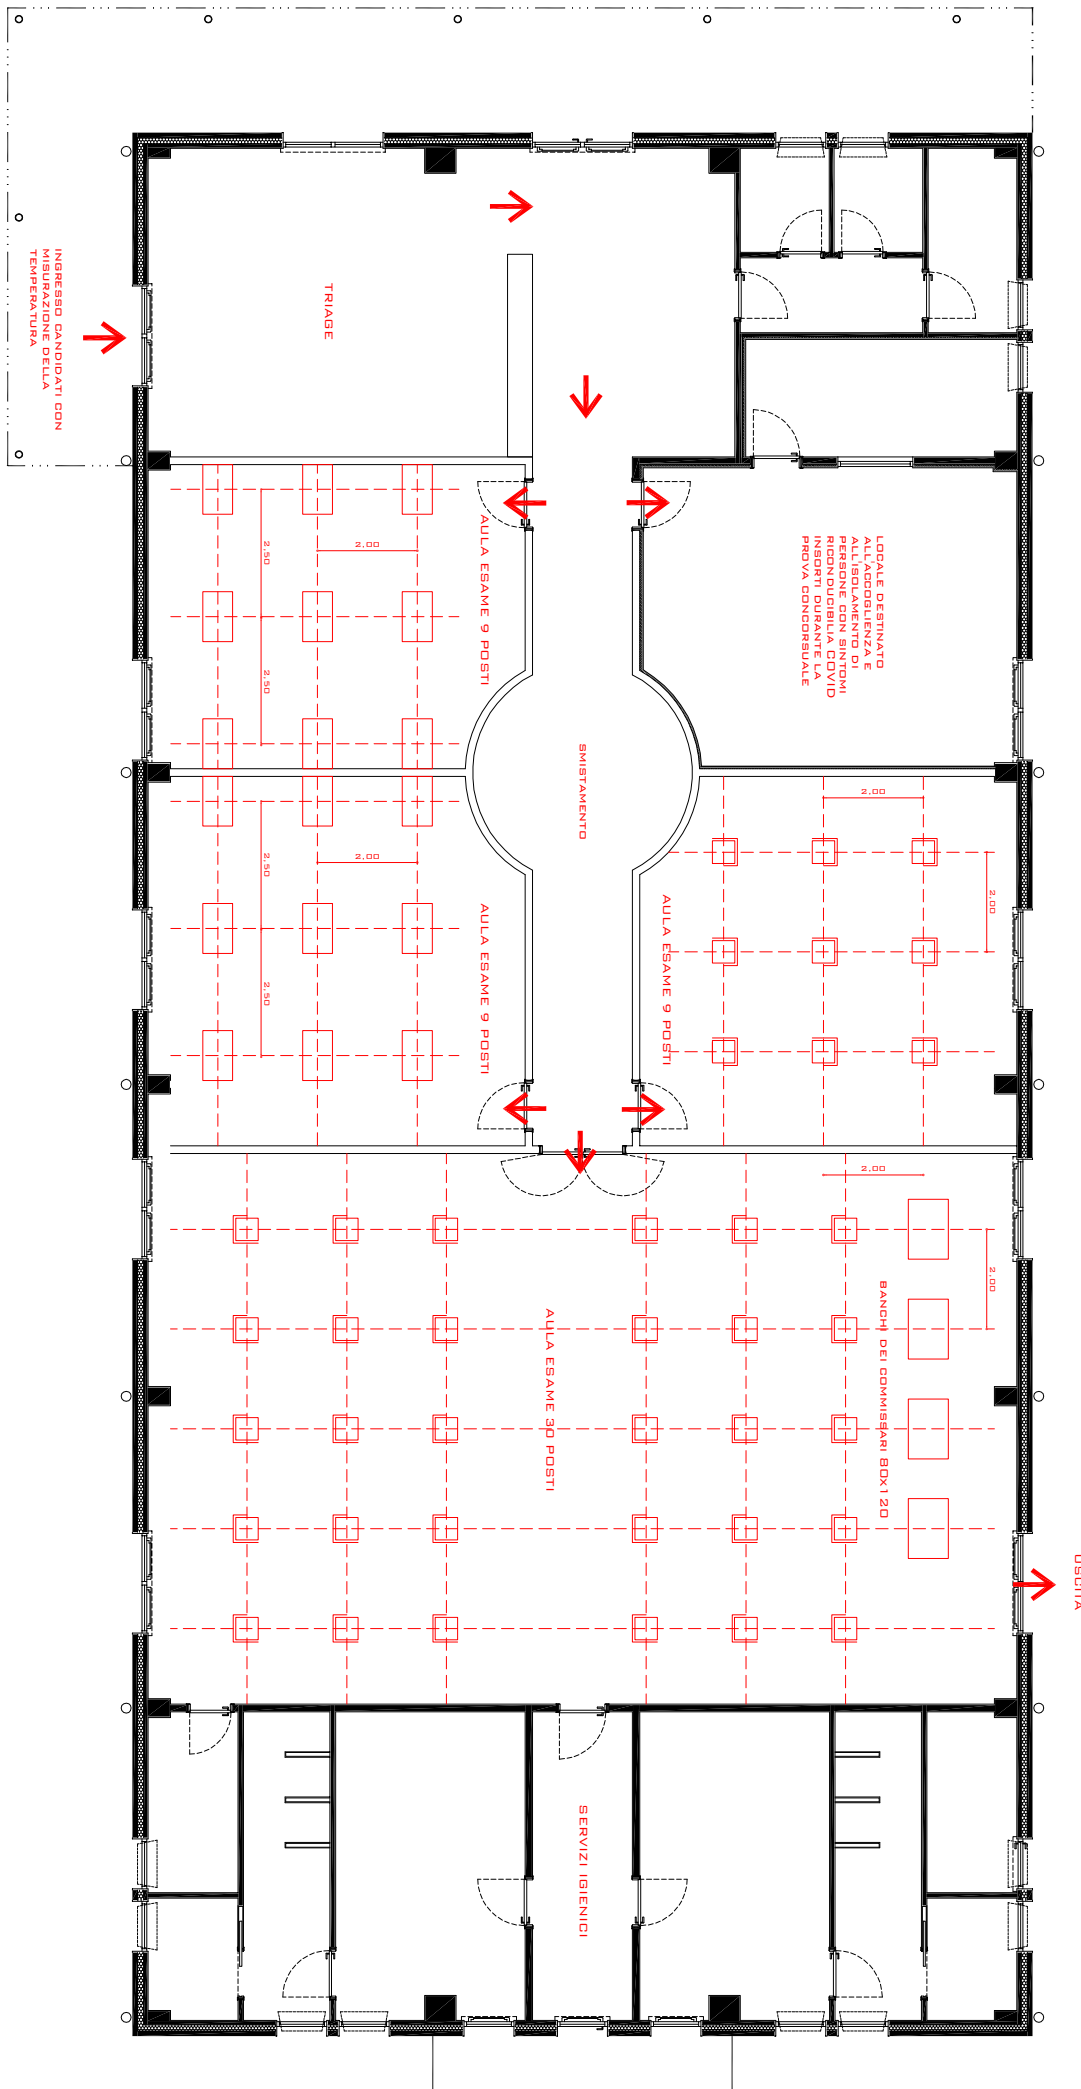 INGRESSO CANDIDATI CON
MISURAZIONE DELLA
TEMPERATURA
TRIAGE
AULA ESAME 9 POSTI
2,50
2,00
2,50
LOCALE DESTINATO
ALL'ACCOGLIENZA E
ALL'ISOLAMENTO DI
PERSONE CON SINTOMI
RICONDUCIBILIA COVID
INSORTI DURANTE LA
PROVA CONCORSUALE
SMISTAMENTO
2,50
2,00
2,50
AULA ESAME 9 POSTI
AULA ESAME 9 POSTI
2,00
2,00
2,00
2,00
AULA ESAME 30 POSTI
BANCHI DEI COMMISSARI 80X120
USCITA
SERVIZI IGIENICI